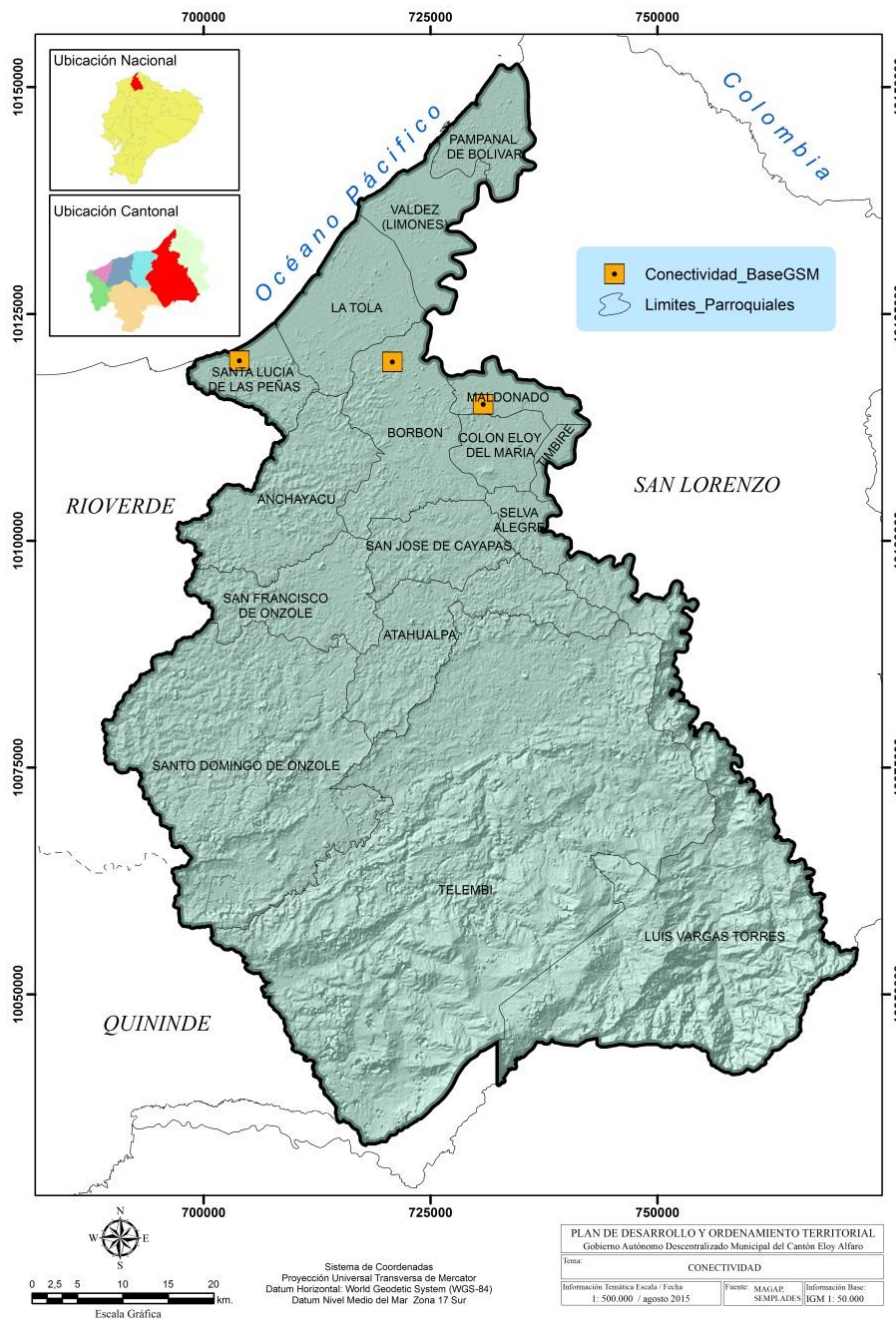 700000
725000
750000
Ubicación Nacional
Ubicación Cantonal
10150000
10125000
10100000
10075000
10050000
Océano Pácífico
Colombia
PAMPANAL
DE BOLIVAR
VALDEZ
(LIMONES)
Conectividad_BaseGSM
Limites_Parroquiales
LA TOLA
SANTA LUCIA
DE LAS PEÑAS
MALDONADO
BORBON
COLON ELOY
DEL MARIA
TIMBIRE
RIOVERDE
SAN LORENZO
ANCHAYACU
SELVA
ALEGRE
SAN JOSE DE CAYAPAS
SAN FRANCISCO
DE ONZOLE
ATAHUALPA
SANTO DOMINGO DE ONZOLE
TELEMBI
LUIS VARGAS TORRES
QUININDE
700000
725000
750000
N
W
E
S
0 2,5 5 10 15 20
km.
Escala Gráfica
Sistema de Coordenadas
Proyección Universal Transversa de Mercator
Datum Horizontal: World Geodetic System (WGS-84)
Datum Nivel Medio del Mar Zona 17 Sur
PLAN DE DESARROLLO Y ORDENAMIENTO TERRITORIAL
Gobierno Autónomo Descentralizado Municipal del Cantón Eloy Alfaro
Tema:
CONECTIVIDAD
Información Temática Escala / Fecha
1: 500.000 / agosto 2015
Fuente: MAGAP,
SEMPLADES
Información Base:
IGM 1: 50.000